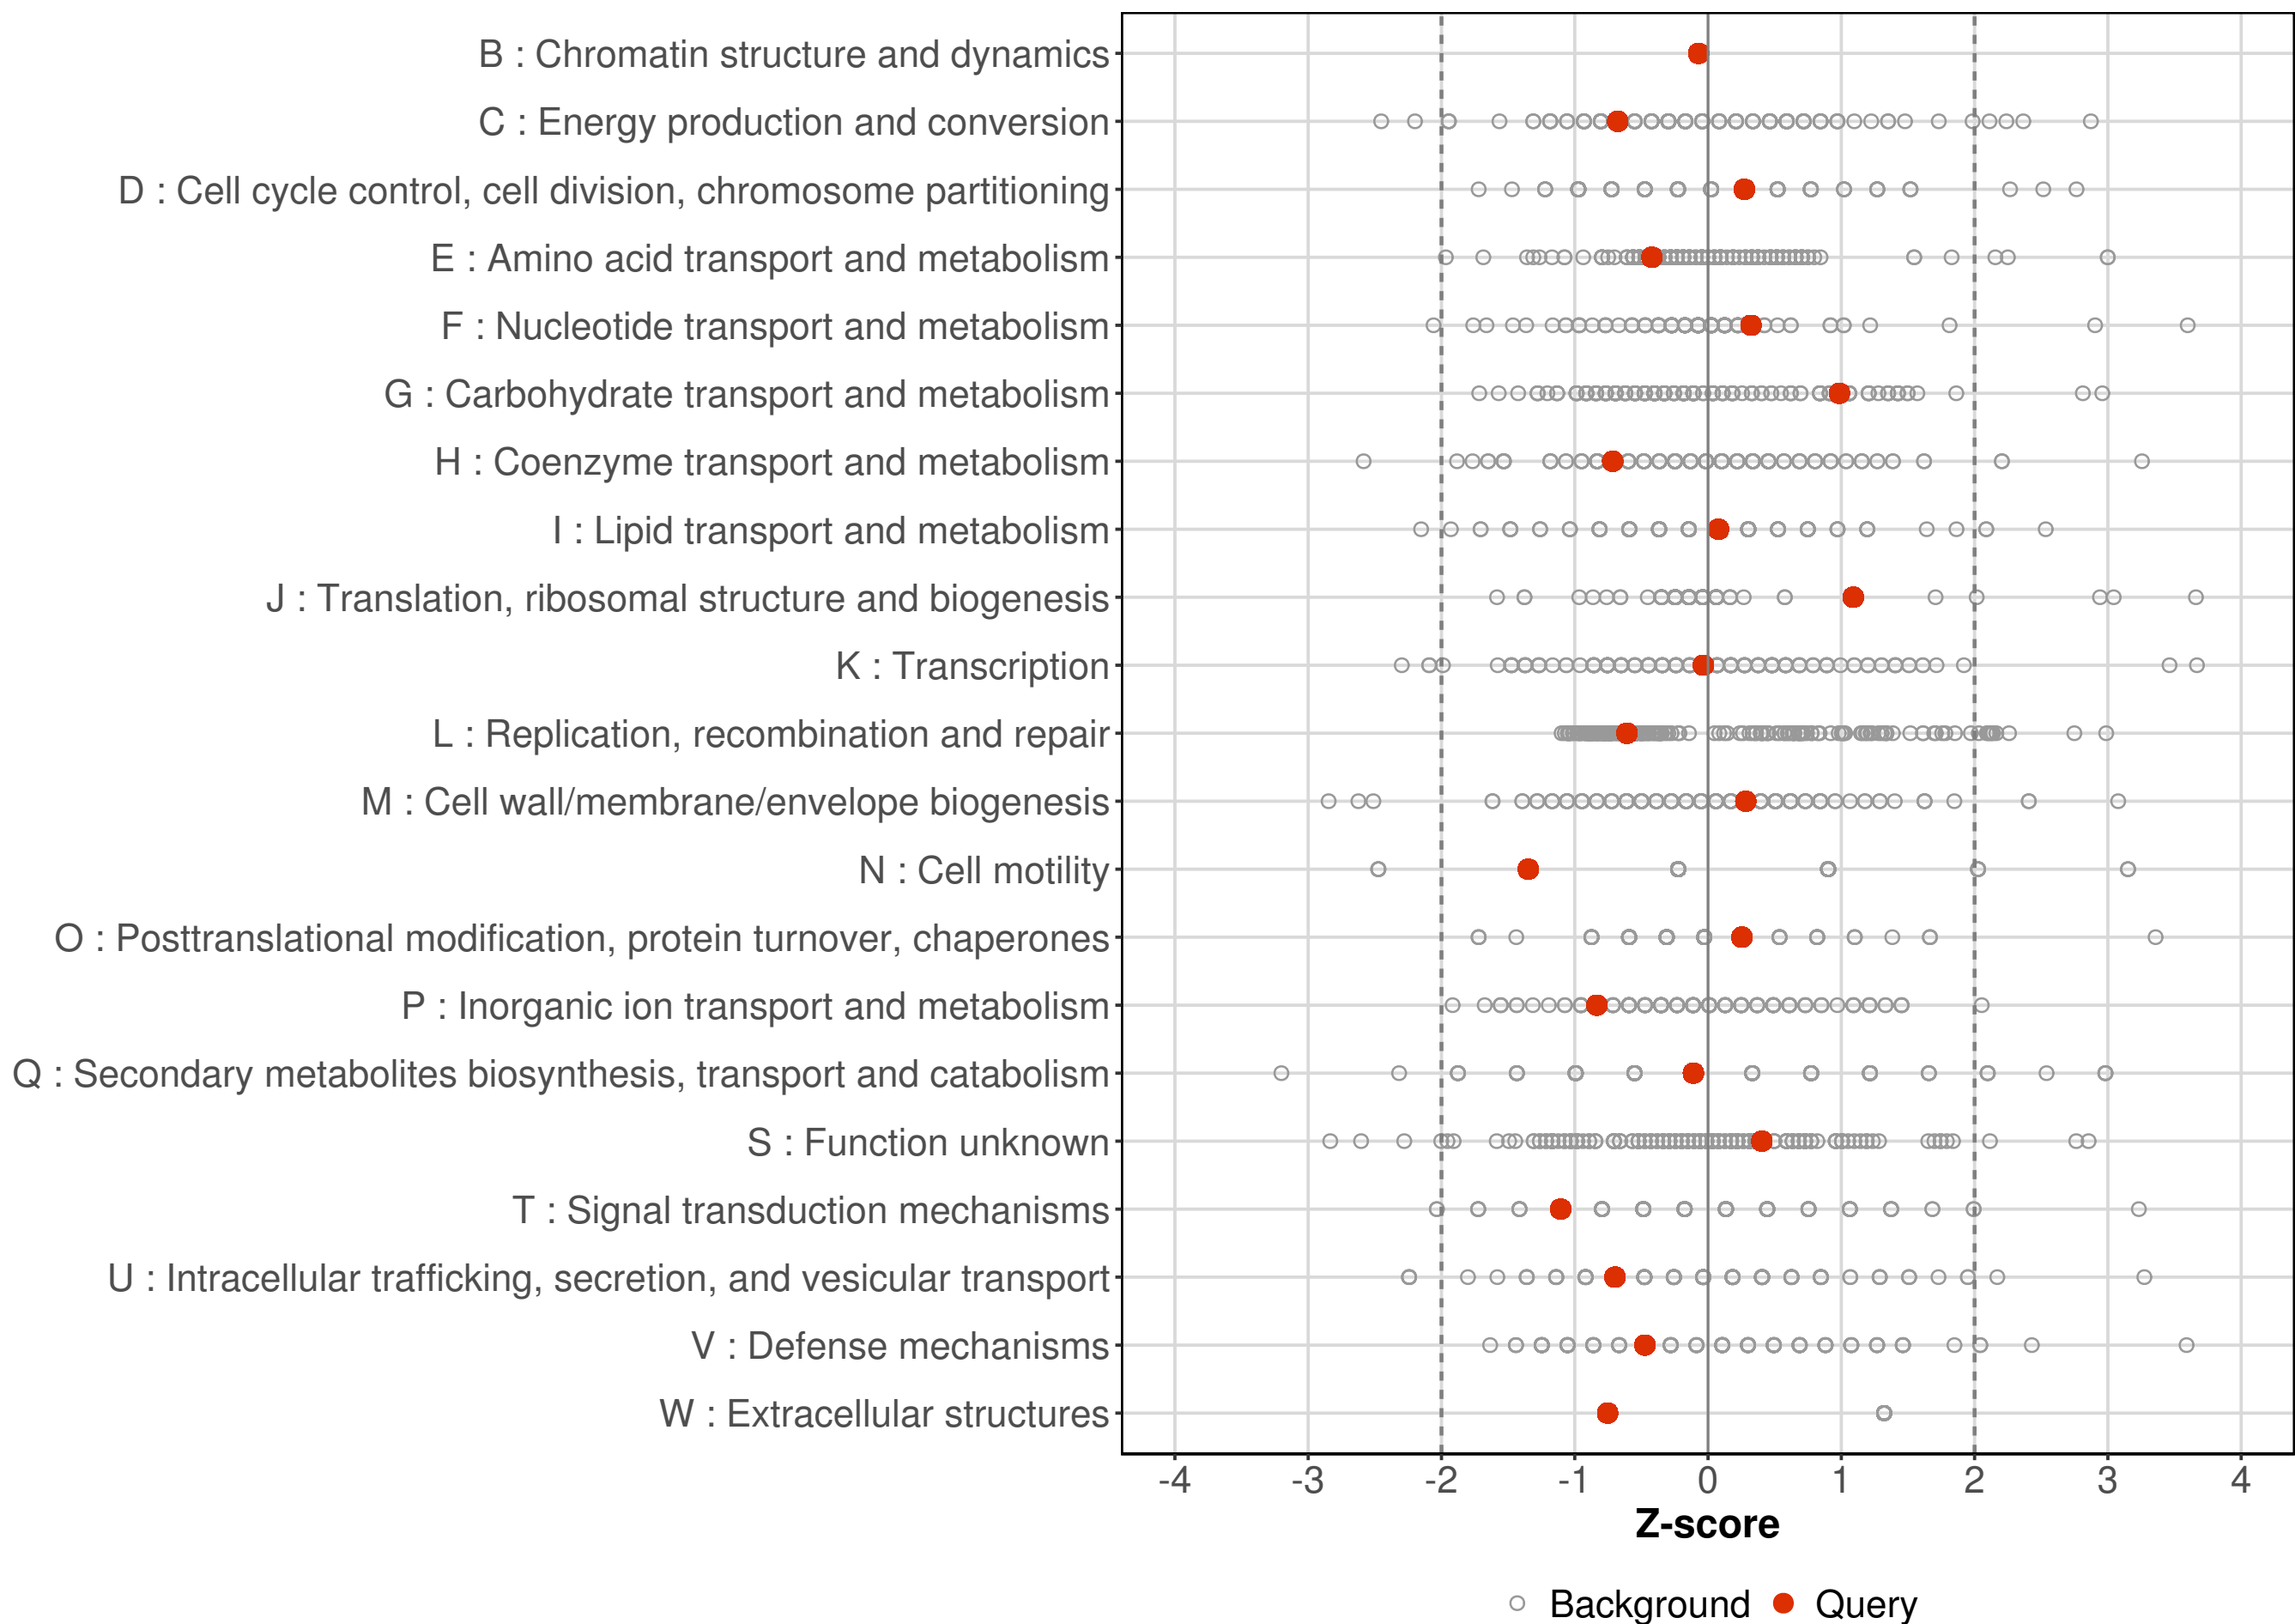 B : Chromatin structure and dynamics
C : Energy production and conversion
D : Cell cycle control, cell division, chromosome partitioning
E : Amino acid transport and metabolism
F : Nucleotide transport and metabolism
G : Carbohydrate transport and metabolism
H : Coenzyme transport and metabolism
I : Lipid transport and metabolism
J : Translation, ribosomal structure and biogenesis
K : Transcription
L : Replication, recombination and repair
M : Cell wall/membrane/envelope biogenesis
N : Cell motility
O : Posttranslational modification, protein turnover, chaperones
P : Inorganic ion transport and metabolism
Q : Secondary metabolites biosynthesis, transport and catabolism
S : Function unknown
T : Signal transduction mechanisms
U : Intracellular trafficking, secretion, and vesicular transport
V : Defense mechanisms
W : Extracellular structures
-4 -3 -2 -1 0 1 2 3 4
Z-score
Background Query